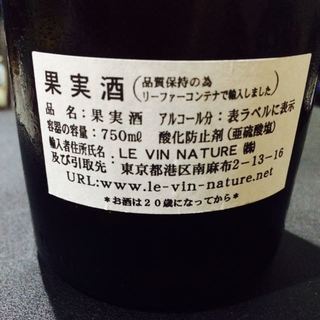 果実酒（品質保持の為
リーファーコンテナで輸入しました）
品名：果実酒 アルコール分：表ラベルに表示
容器の容量：750mℓ 酸化防止剤（亜硫酸塩）
輸入者住所氏名：LE VIN NATURE ㈱
及び引取先：東京都港区南麻布2-13-16
URL:www.le-vin-nature.net
＊お酒は20歳になってから＊